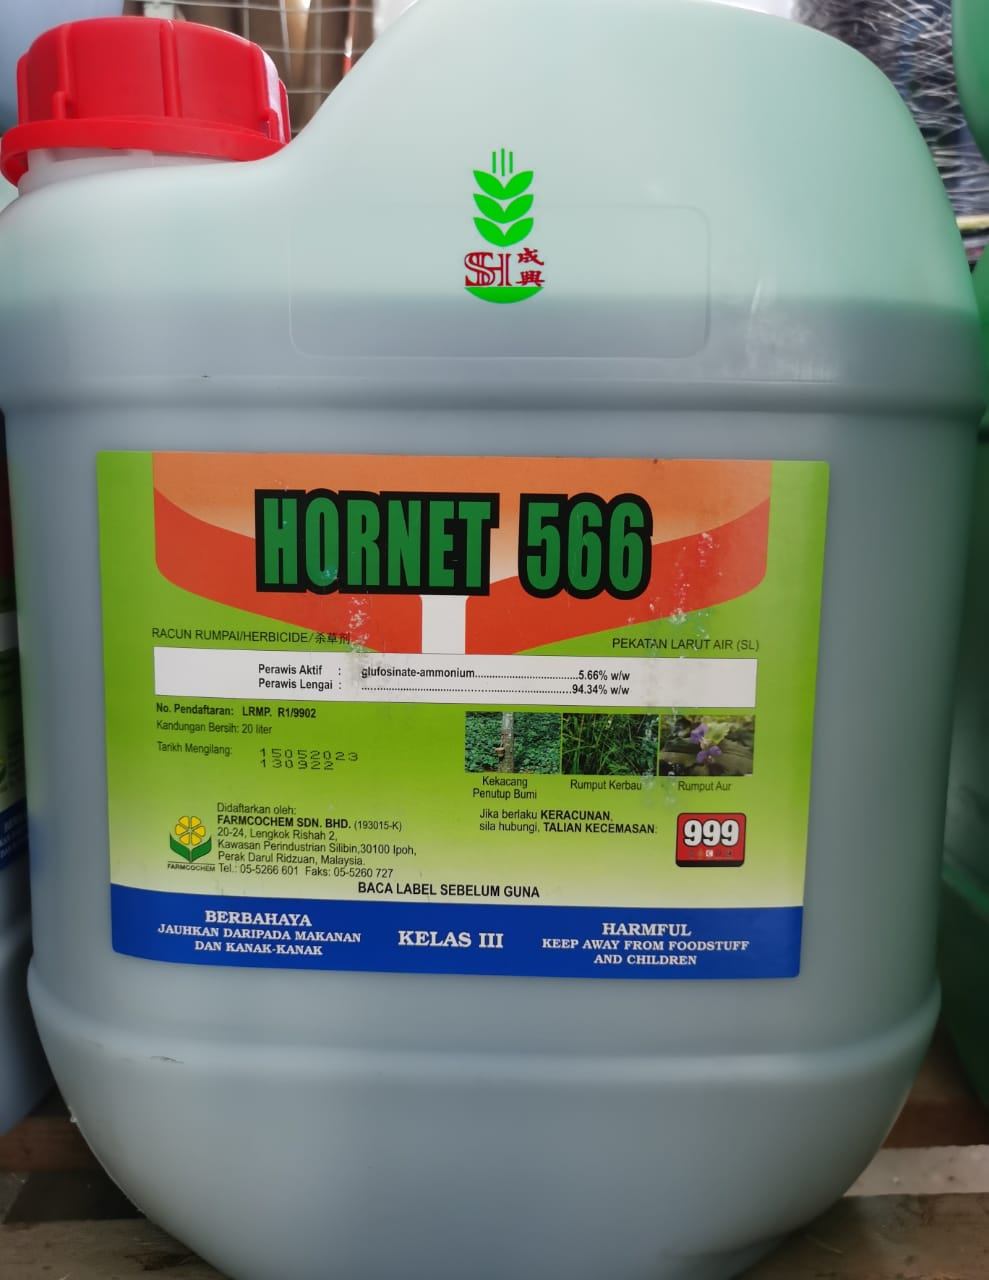 SSH 成
興
HORNET 566
RACUN RUMPAI/HERBICIDE/杀草剂
PEKATAN LARUT AIR (SL)
Perawis Aktif : glufosinate-ammonium................................5.66% w/w
Perawis Lengai : ................................94.34% w/w
No. Pendaftaran: LRMP. R1/9902
Kandungan Bersih: 20 liter
Tarikh Mengilang: 15052023
130922
Kekacang
Penutup Bumi
Rumput Kerbau
Rumput Aur
Didaftarkan oleh:
FARMCOCHEM SDN. BHD. (193015-K)
20-24, Lengkok Rishah 2,
Kawasan Perindustrian Silibin,30100 Ipoh,
Perak Darul Ridzuan, Malaysia.
Tel.: 05-5266 601 Faks: 05-5260 727
FARMCOCHEM
Jika berlaku KERACUNAN,
sila hubungi, TALIAN KECEMASAN:
999
BACA LABEL SEBELUM GUNA
BERBAHAYA
JAUHKAN DARIPADA MAKANAN
DAN KANAK-KANAK
KELAS III
HARMFUL
KEEP AWAY FROM FOODSTUFF
AND CHILDREN